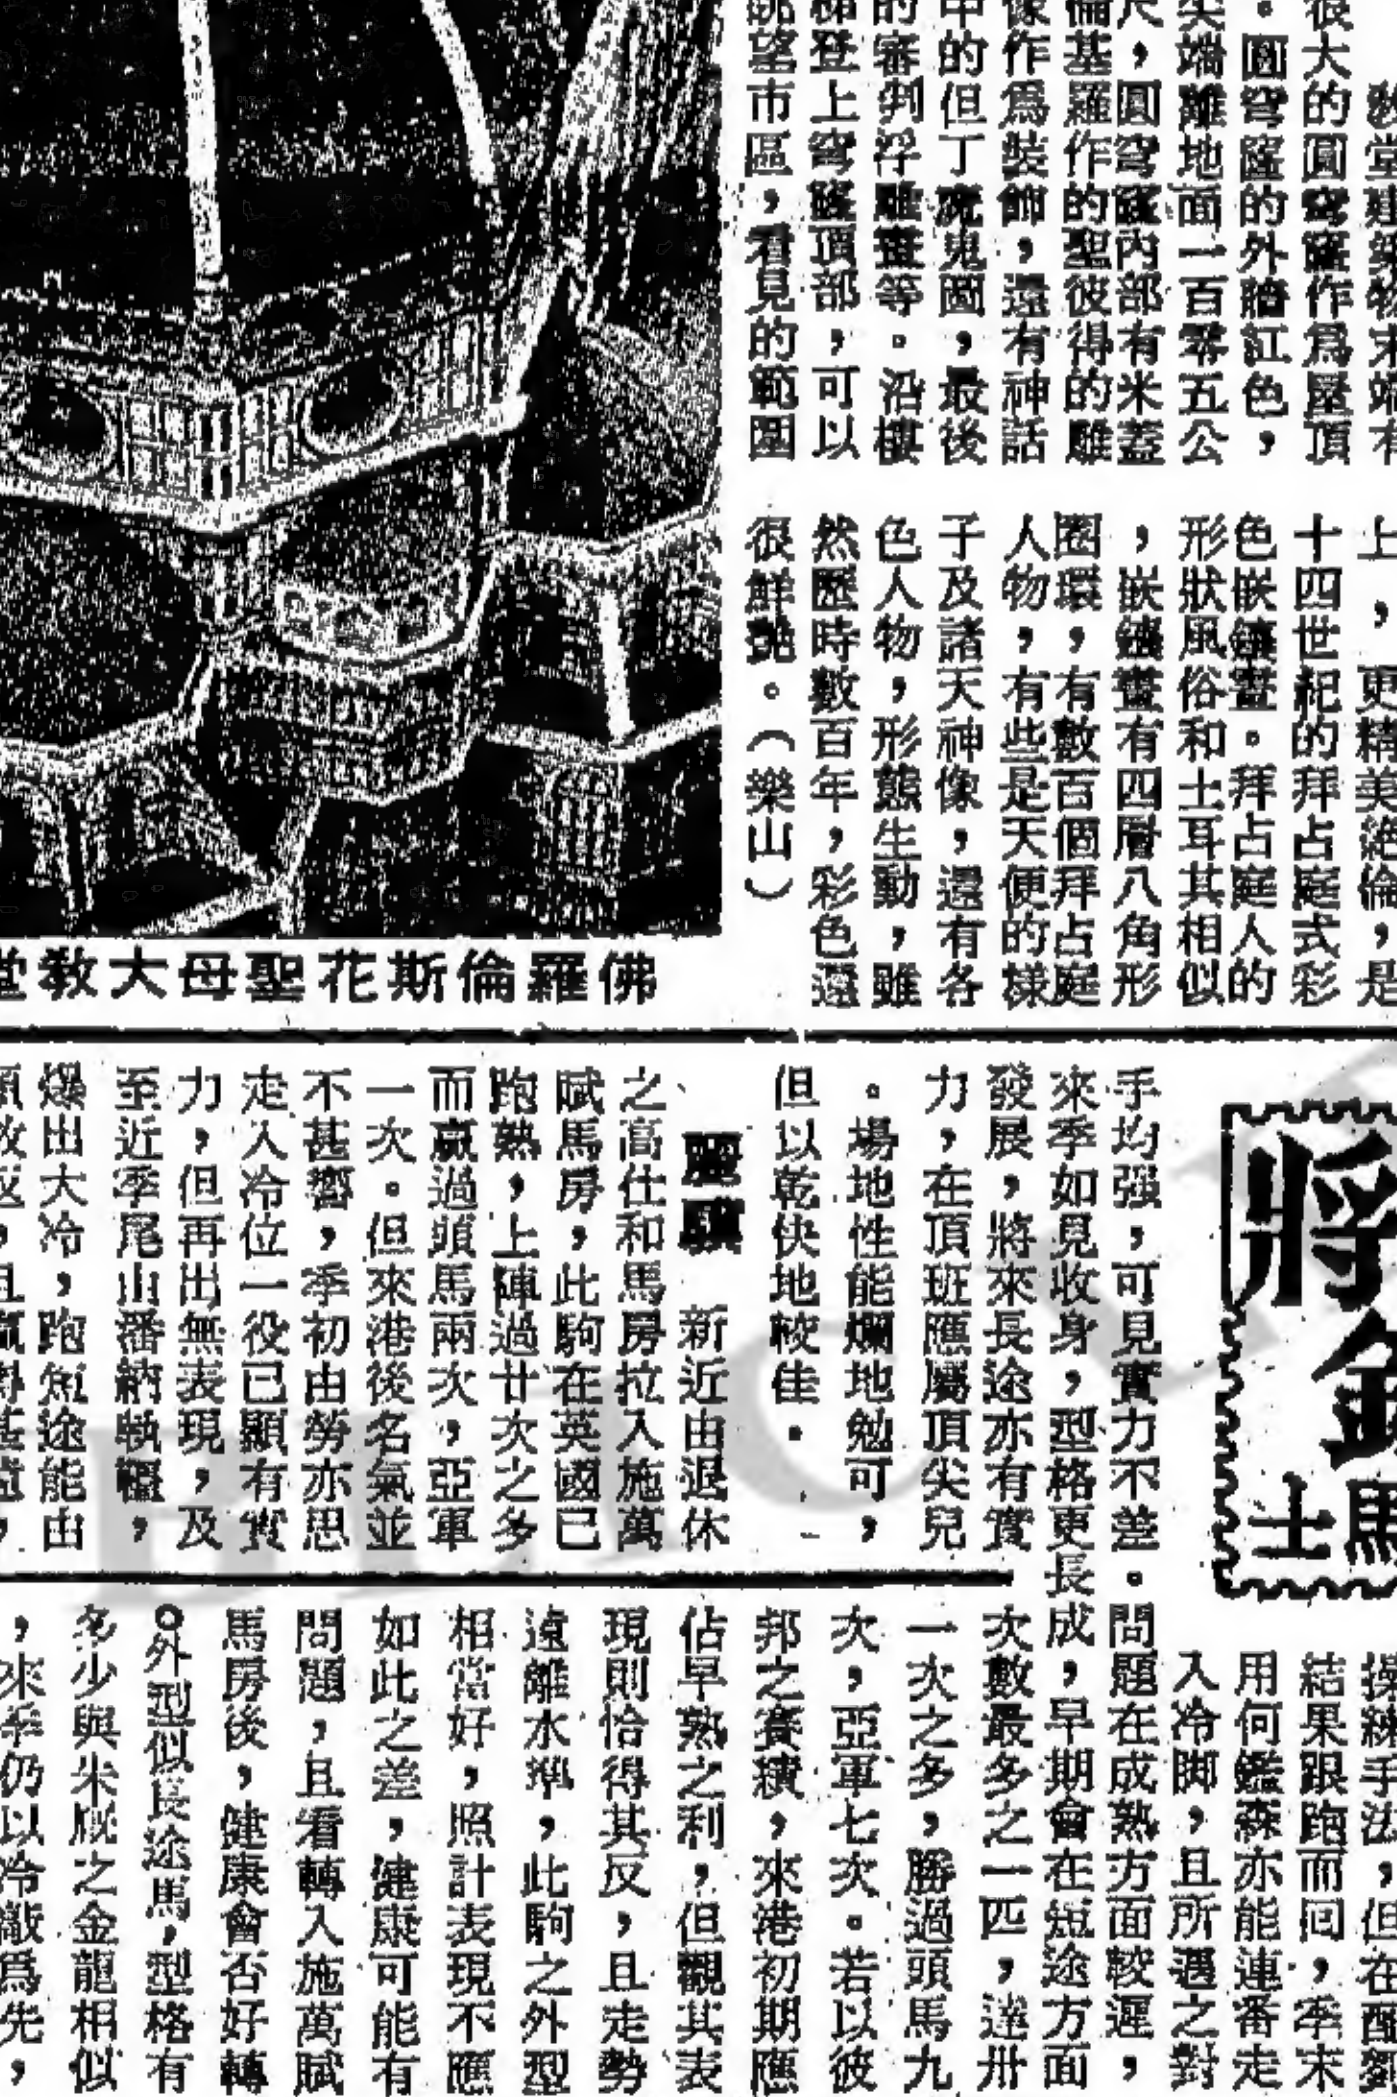 很大的圓穹窿作為屋頂
。圓穹窿的外牆紅色，
尖端離地面一百零五公
尺，圓穹窿內部有米蓋
倫基羅作的聖彼得的雕
像作為裝飾，還有神話
中的但丁魔鬼圖，最後
的審判浮雕畫等。沿樓
梯登上穹窿頂部，可以
眺望市區，看見的範圍
上，更精美絕倫，是
十四世紀的拜占庭式彩
色嵌鑲畫。拜占庭人的
形狀風俗和土耳其相似
，嵌鑲畫有四層八角形
圈環，有數百個拜占庭
人物，有些是天使的樣
子及諸天神像，還有各
色人物，形態生動，雖
然歷時數百年，彩色還
很鮮艷。（樂山）
佛羅倫斯花聖母大教堂
將
士
手均强，可見實力不差。
來季如見收身，型格更長成
發展，將來長途亦有實
力，在頂班應屬頂尖兒
。場地性能爛地勉可，
但以乾快地較佳。
新近由退休
之高仕和馬房拉入施萬
賦馬房，此駒在英國已
跑熟，上陣過廿次之多
而贏過頭馬兩次，亞軍
一次。但來港後名氣並
不甚響，季初由勞亦思
走入冷位一役已顯有實
力，但再出無表現，及
至近季尾由潘納執韁，
爆出大冷，跑短途能由
結果跟跑而回，季末
用何鑑森亦能連番走
入冷脚，且所遇之對
問題在成熟方面較遲，
，早期會在短途方面
次數最多之一匹，達卅
一次之多，勝過頭馬九
次，亞軍七次。若以彼
邦之賽績，來港初期應
佔早熟之利，但觀其表
現則恰得其反，且走勢
遠離水準，此駒之外型
相當好，照計表現不應
如此之差，健康可能有
問題，且看轉入施萬賦
馬房後，健康會否好轉
。外型似長途馬，型格有
多少與朱版之金龍相似
，來季仍以冷敲為先，